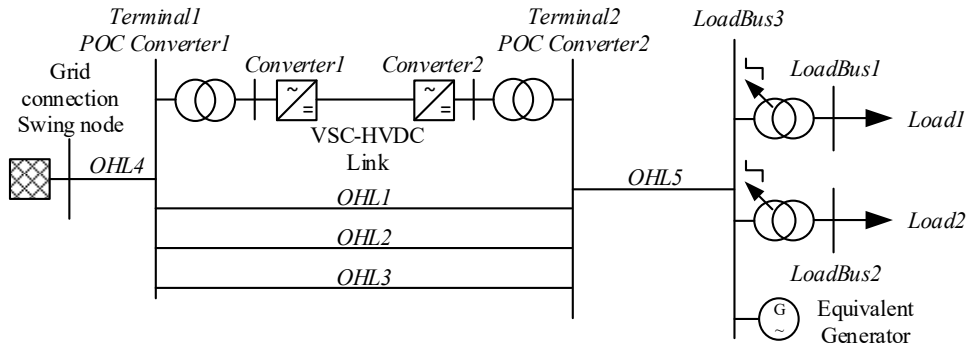 Terminal1
POC Converter1
Terminal2
POC Converter2
LoadBus3
Grid
connection
Swing node
Converter1
Converter2
LoadBus1
~
=
~
=
Load1
VSC-HVDC
Link
OHL4
OHL1
OHL5
OHL2
Load2
OHL3
LoadBus2
G
~
Equivalent
Generator